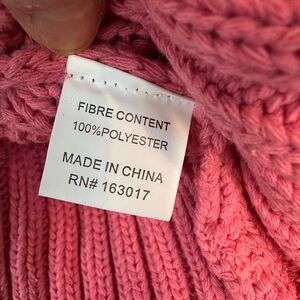 FIBRE CONTENT
100%POLYESTER
MADE IN CHINA
RN# 163017